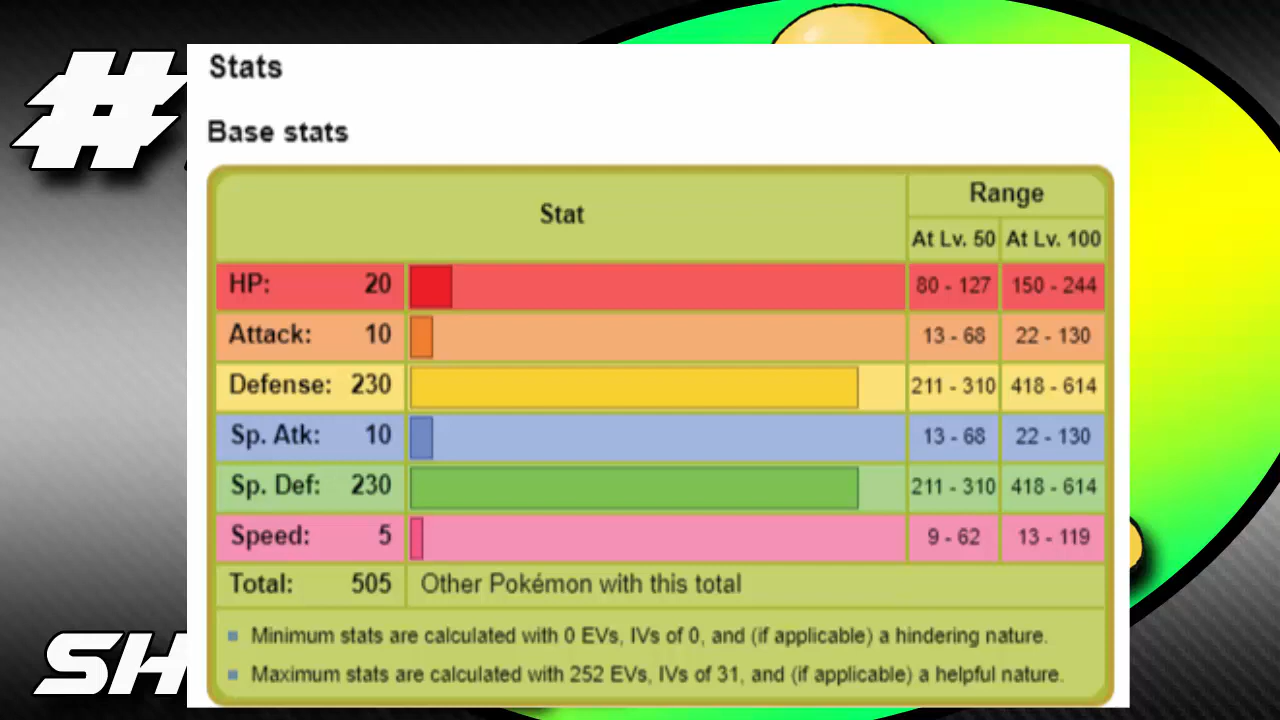 #
Stats
Base stats
Stat Range
At Lv. 50 At Lv. 100
HP: 20 80 - 127 150 - 244
Attack: 10 13 - 68 22 - 130
Defense: 230 211 - 310 418 - 614
Sp. Atk: 10 13 - 68 22 - 130
Sp. Def: 230 211 - 310 418 - 614
Speed: 5 9 - 62 13 - 119
Total: 505 Other Pokémon with this total
Minimum stats are calculated with 0 EVs, IVs of 0, and (if applicable) a hindering nature.
Maximum stats are calculated with 252 EVs, IVs of 31, and (if applicable) a helpful nature.
SH